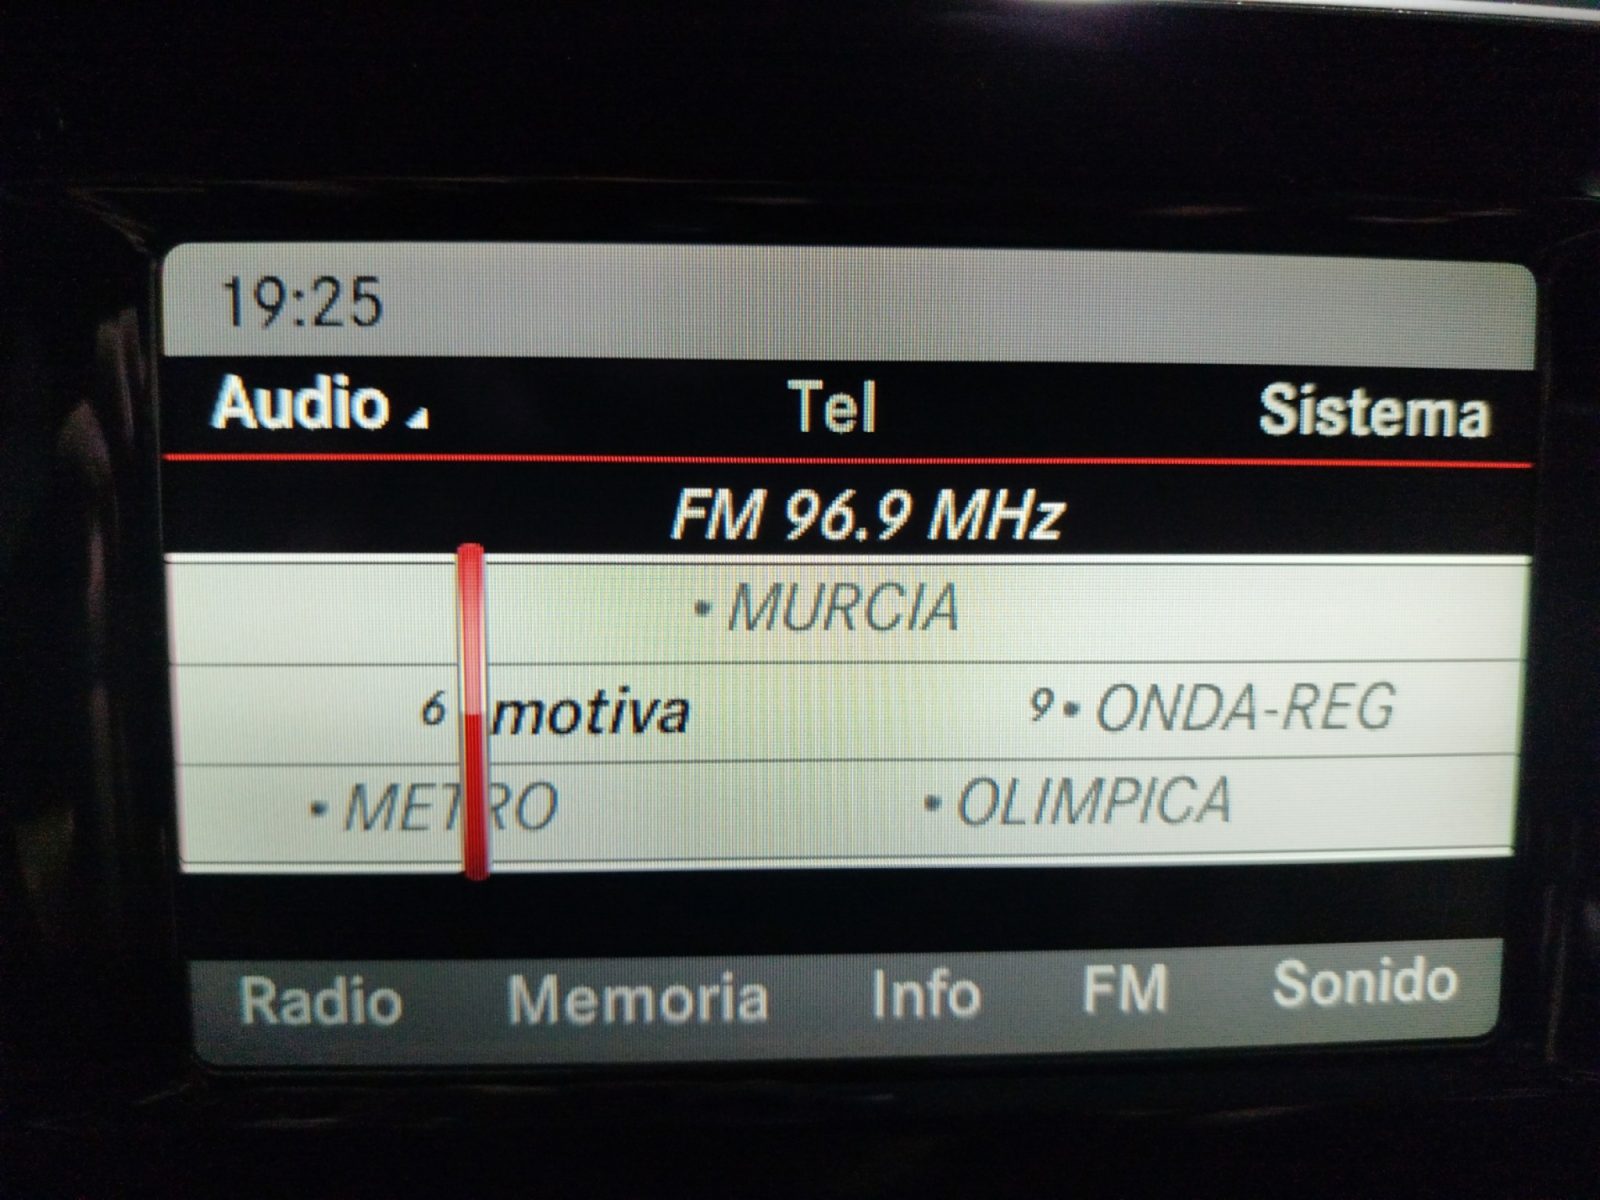 19:25
Audio Tel Sistema
FM 96.9 MHz
• MURCIA
6 motiva 9 • ONDA-REG
• METRO • OLIMPICA
Radio Memoria Info FM Sonido